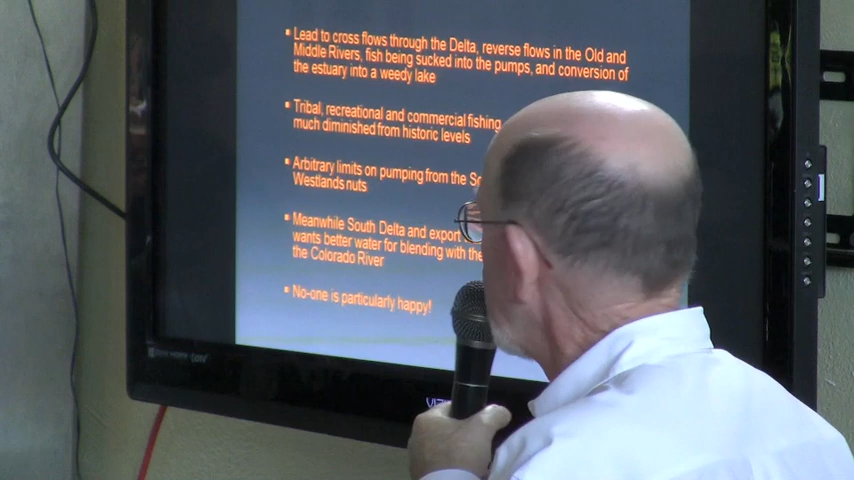 ▪ Lead to cross flows through the Delta, reverse flows in the Old and
Middle Rivers, fish being sucked into the pumps, and conversion of
the estuary into a weedy lake
▪ Tribal, recreational and commercial fishing
much diminished from historic levels
▪ Arbitrary limits on pumping from the
Westlands nuts
▪ Meanwhile South Delta and export
wants better water for blending with the
the Colorado River
▪ No-one is particularly happy!